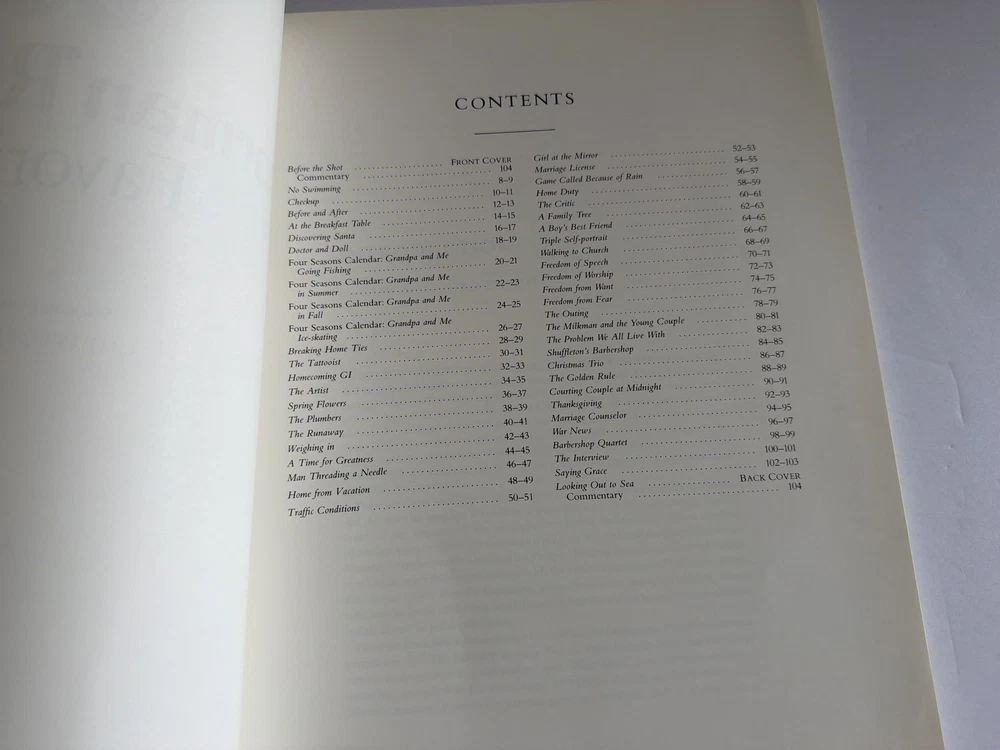 CONTENTS
Before the Shot . . . . . . . . . . . . . . . . FRONT COVER
Commentary . . . . . . . . . . . . . . . . 104
No Swimming . . . . . . . . . . . . . . . . 8–9
Checkup . . . . . . . . . . . . . . . . 10–11
Before and After . . . . . . . . . . . . . . . . 12–13
At the Breakfast Table . . . . . . . . . . . . . . . . 14–15
Discovering Santa . . . . . . . . . . . . . . . . 16–17
Doctor and Doll . . . . . . . . . . . . . . . . 18–19
Four Seasons Calendar: Grandpa and Me
Going Fishing . . . . . . . . . . . . . . . . 20–21
Four Seasons Calendar: Grandpa and Me
in Summer . . . . . . . . . . . . . . . . 22–23
Four Seasons Calendar: Grandpa and Me
in Fall . . . . . . . . . . . . . . . . 24–25
Four Seasons Calendar: Grandpa and Me
Ice-skating . . . . . . . . . . . . . . . . 26–27
Breaking Home Ties . . . . . . . . . . . . . . . . 28–29
The Tattooist . . . . . . . . . . . . . . . . 30–31
Homecoming GI . . . . . . . . . . . . . . . . 32–33
The Artist . . . . . . . . . . . . . . . . 34–35
Spring Flowers . . . . . . . . . . . . . . . . 36–37
The Plumbers . . . . . . . . . . . . . . . . 38–39
The Runaway . . . . . . . . . . . . . . . . 40–41
Weighing in . . . . . . . . . . . . . . . . 42–43
A Time for Greatness . . . . . . . . . . . . . . . . 44–45
Man Threading a Needle . . . . . . . . . . . . . . . . 46–47
Home from Vacation . . . . . . . . . . . . . . . . 48–49
Traffic Conditions . . . . . . . . . . . . . . . . 50–51
Girl at the Mirror . . . . . . . . . . . . . . . . 52–53
Marriage License . . . . . . . . . . . . . . . . 54–55
Game Called Because of Rain . . . . . . . . . . . . . . . . 56–57
Home Duty . . . . . . . . . . . . . . . . 58–59
The Critic . . . . . . . . . . . . . . . . 60–61
A Family Tree . . . . . . . . . . . . . . . . 62–63
A Boy's Best Friend . . . . . . . . . . . . . . . . 64–65
Triple Self-portrait . . . . . . . . . . . . . . . . 66–67
Walking to Church . . . . . . . . . . . . . . . . 68–69
Freedom of Speech . . . . . . . . . . . . . . . . 70–71
Freedom of Worship . . . . . . . . . . . . . . . . 72–73
Freedom from Want . . . . . . . . . . . . . . . . 74–75
Freedom from Fear . . . . . . . . . . . . . . . . 76–77
The Outing . . . . . . . . . . . . . . . . 78–79
The Milkman and the Young Couple . . . . . . . . . . . 80–81
The Problem We All Live With . . . . . . . . . . . . . . . . 82–83
Shuffleton's Barbershop . . . . . . . . . . . . . . . . 84–85
Christmas Trio . . . . . . . . . . . . . . . . 86–87
The Golden Rule . . . . . . . . . . . . . . . . 88–89
Courting Couple at Midnight . . . . . . . . . . . . . . . . 90–91
Thanksgiving . . . . . . . . . . . . . . . . 92–93
Marriage Counselor . . . . . . . . . . . . . . . . 94–95
War News . . . . . . . . . . . . . . . . 96–97
Barbershop Quartet . . . . . . . . . . . . . . . . 98–99
The Interview . . . . . . . . . . . . . . . . 100–101
Saying Grace . . . . . . . . . . . . . . . . 102–103
Looking Out to Sea . . . . . . . . . . . . . . . . BACK COVER
Commentary . . . . . . . . . . . . . . . . 104